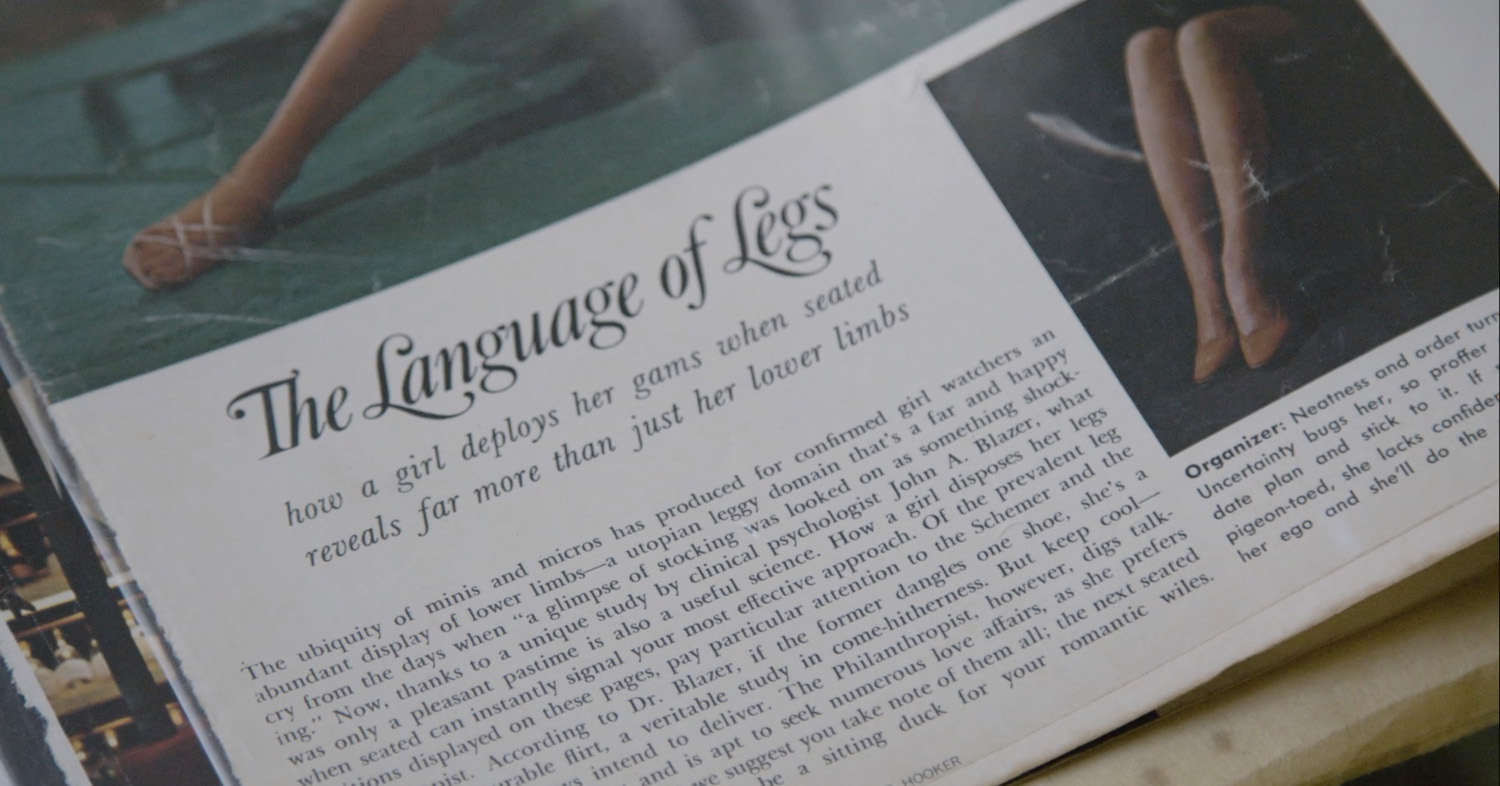 The Language of Legs
how a girl deploys her gams when seated
reveals far more than just her lower limbs
The ubiquity of minis and micros has produced for confirmed girl watchers an
abundant display of lower limbs—a utopian leggy domain that's a far and happy
cry from the days when "a glimpse of stocking was looked on as something shock-
ing." Now, thanks to a unique study by clinical psychologist John A. Blazer, what
was only a pleasant pastime is also a useful science. How a girl disposes her legs
when seated can instantly signal your most effective approach. Of the prevalent leg
displayed on these pages, pay particular attention to the Schemer and the
According to Dr. Blazer, if the former dangles one shoe, she's a
flirt, a veritable study in come-hitherness. But keep cool—
intend to deliver. The Philanthropist, however, digs talk-
and is apt to seek numerous love affairs, as she prefers
we suggest you take note of them all; the next seated
be a sitting duck for your romantic wiles.
HOOKER
Organizer: Neatness and order
Uncertainty bugs her, so proffer
date plan and stick to it. If
pigeon-toed, she lacks
her ego and she'll do the